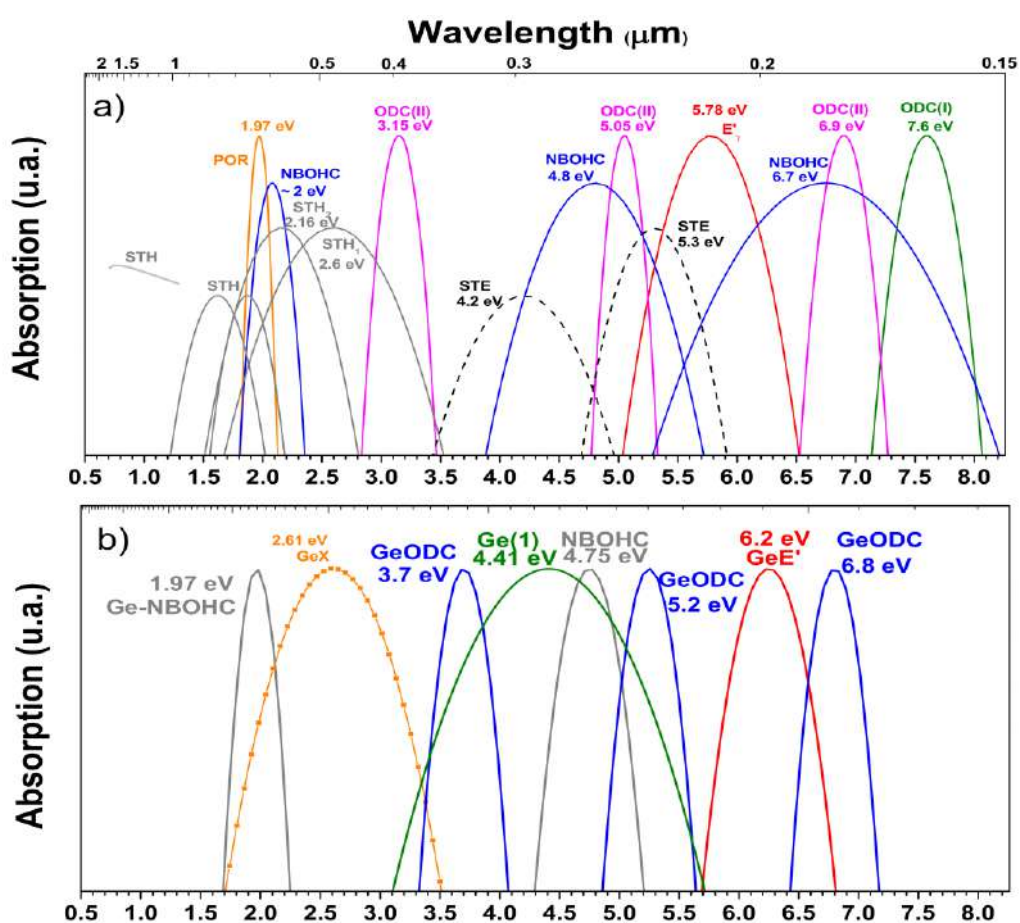 Wavelength (μm)
2 1.5 1 0.5 0.4 0.3 0.2 0.15
a)
1.97 eV
POR
NBOHC
~ 2 eV
STH2
2.16 eV
STH1
2.6 eV
STH
STH
ODC(II)
3.15 eV
NBOHC
4.8 eV
STE
4.2 eV
ODC(II)
5.05 eV
STE
5.3 eV
5.78 eV
E'γ
NBOHC
6.7 eV
ODC(II)
6.9 eV
ODC(I)
7.6 eV
Absorption (u.a.)
0.5 1.0 1.5 2.0 2.5 3.0 3.5 4.0 4.5 5.0 5.5 6.0 6.5 7.0 7.5 8.0
b)
1.97 eV
Ge-NBOHC
2.61 eV
GeX
GeODC
3.7 eV
Ge(1)
4.41 eV
NBOHC
4.75 eV
GeODC
5.2 eV
6.2 eV
GeE'
GeODC
6.8 eV
Absorption (u.a.)
0.5 1.0 1.5 2.0 2.5 3.0 3.5 4.0 4.5 5.0 5.5 6.0 6.5 7.0 7.5 8.0